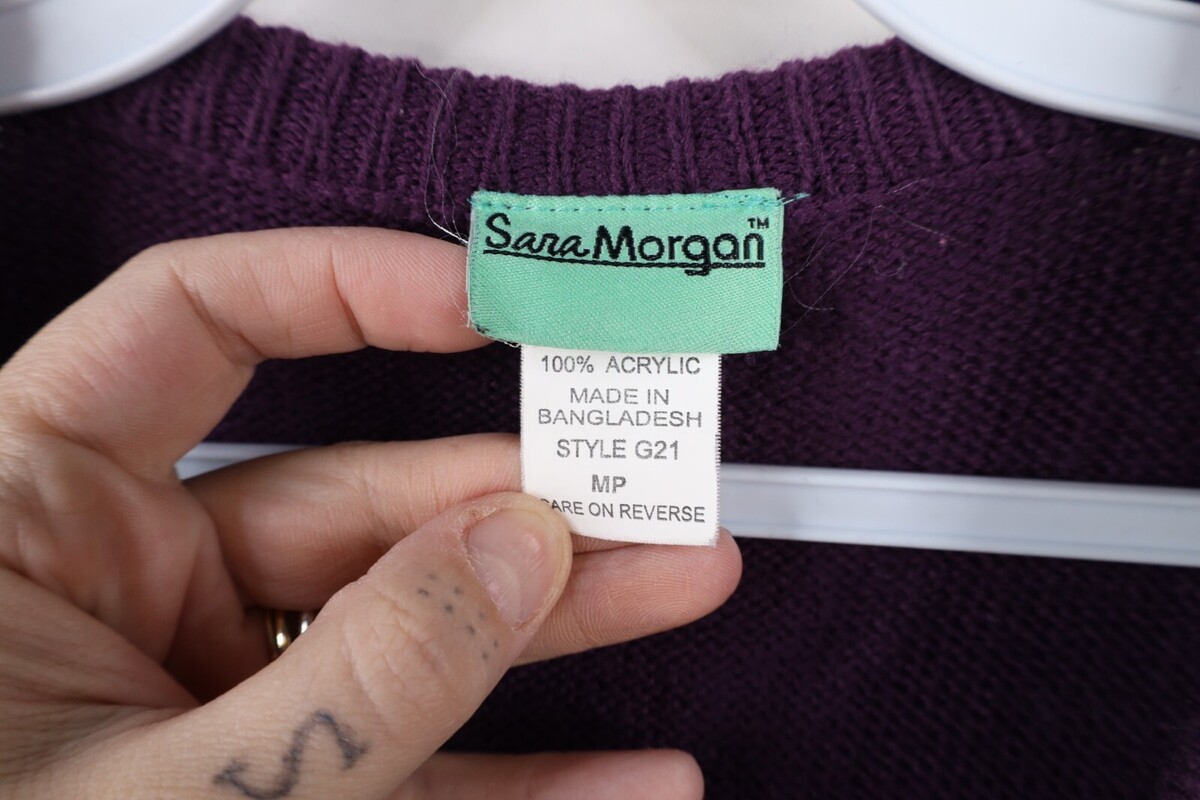 Sara Morgan™
100% ACRYLIC
MADE IN
BANGLADESH
STYLE G21
MP
CARE ON REVERSE
S